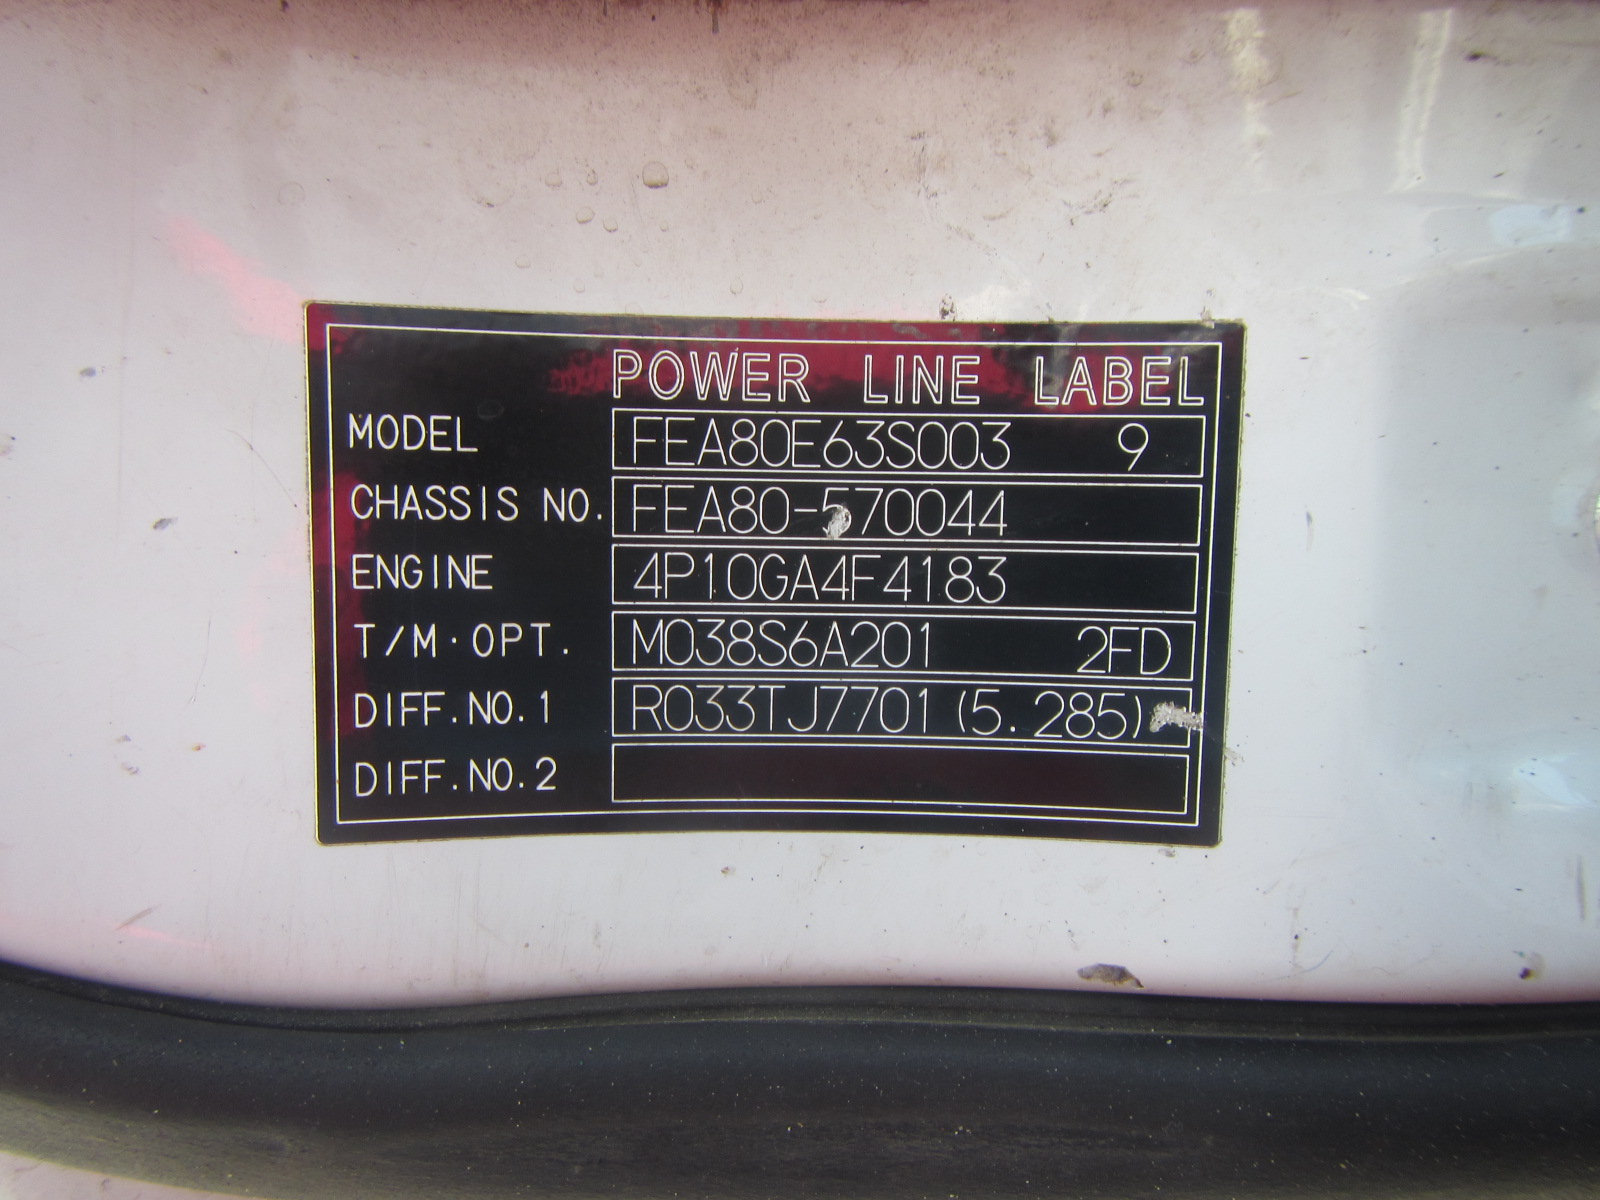 POWER LINE LABEL
MODEL FEA80E63S003 9
CHASSIS NO. FEA80-570044
ENGINE 4P10GA4F4183
T/M·OPT. M038S6A201 2FD
DIFF.NO.1 R033TJ7701 (5.285)
DIFF.NO.2